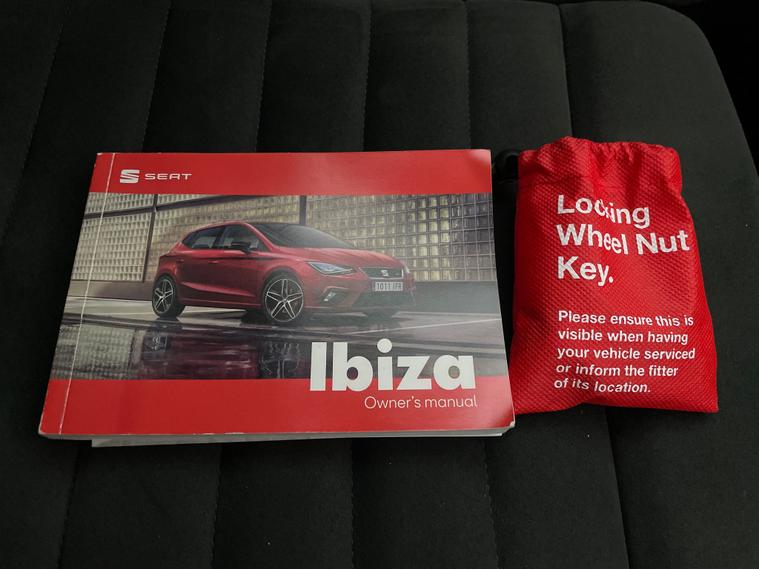 SEAT
1011 JFR
Ibiza
Owner's manual
Locking
Wheel Nut
Key.
Please ensure this is
visible when having
your vehicle serviced
or inform the fitter
of its location.